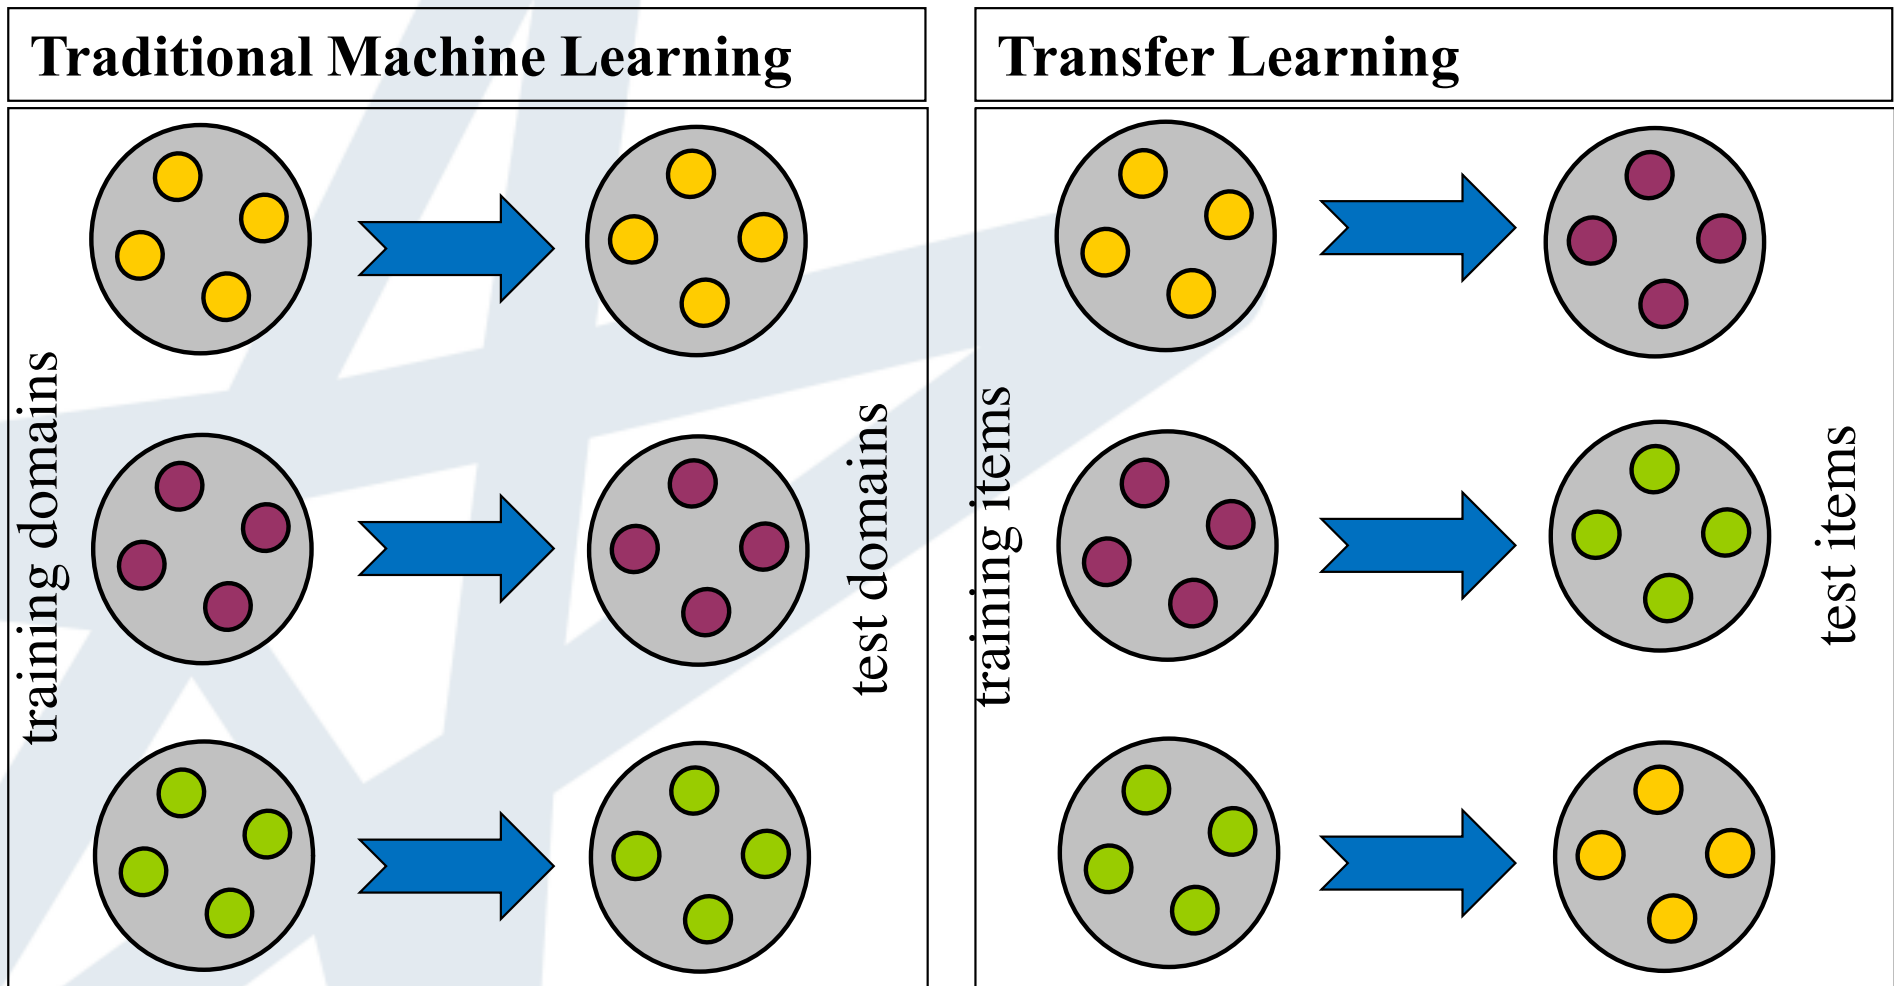 Traditional Machine Learning
training domains
test domains
Transfer Learning
training items
test items